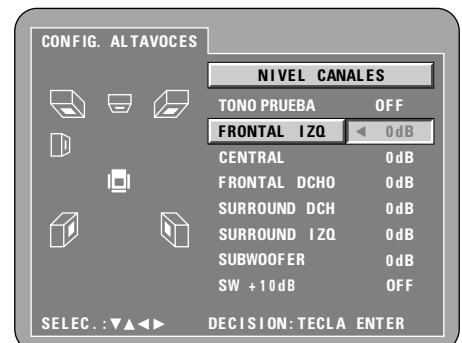 CONFIG. ALTAVOCES
NIVEL CANALES
TONO PRUEBA OFF
FRONTAL IZQ ◀ 0dB
CENTRAL 0dB
FRONTAL DCHO 0dB
SURROUND DCH 0dB
SURROUND IZQ 0dB
SUBWOOFER 0dB
SW +10dB OFF
SELEC.:▼▲◀▶ DECISION:TECLA ENTER